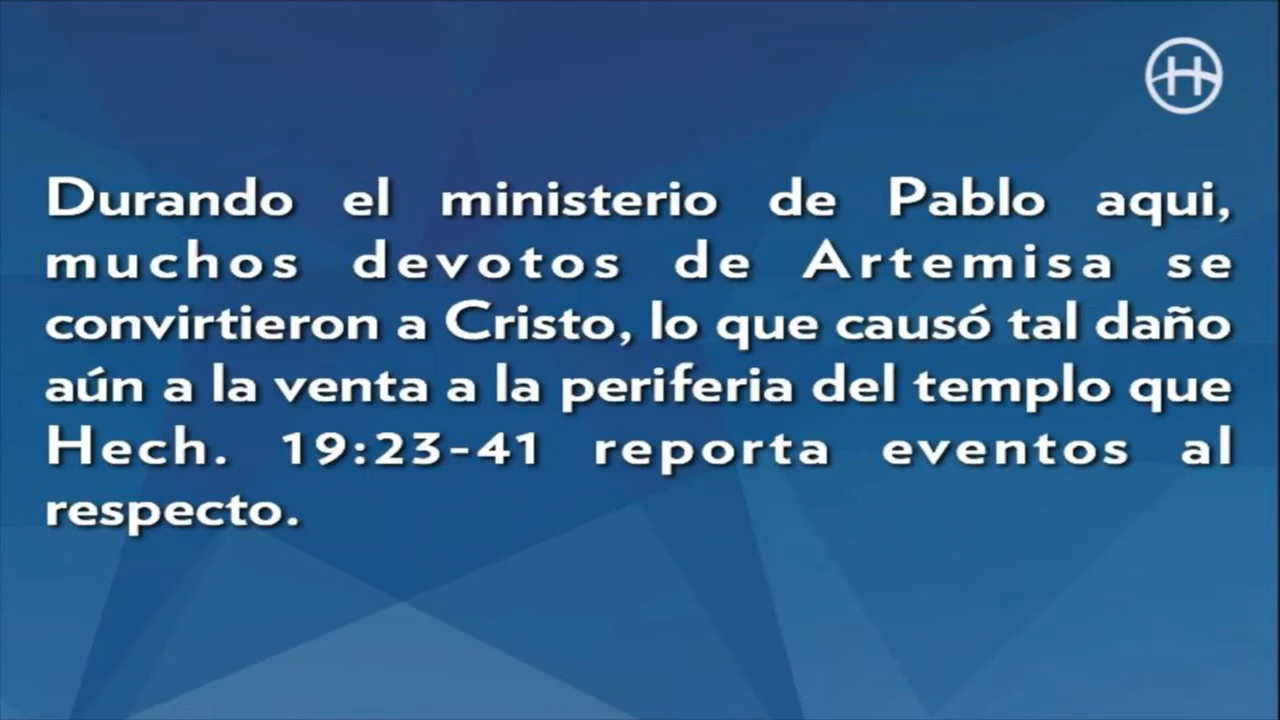 Durando el ministerio de Pablo aqui,
muchos devotos de Artemisa se
convirtieron a Cristo, lo que causó tal daño
aún a la venta a la periferia del templo que
Hech. 19:23-41 reporta eventos al
respecto.